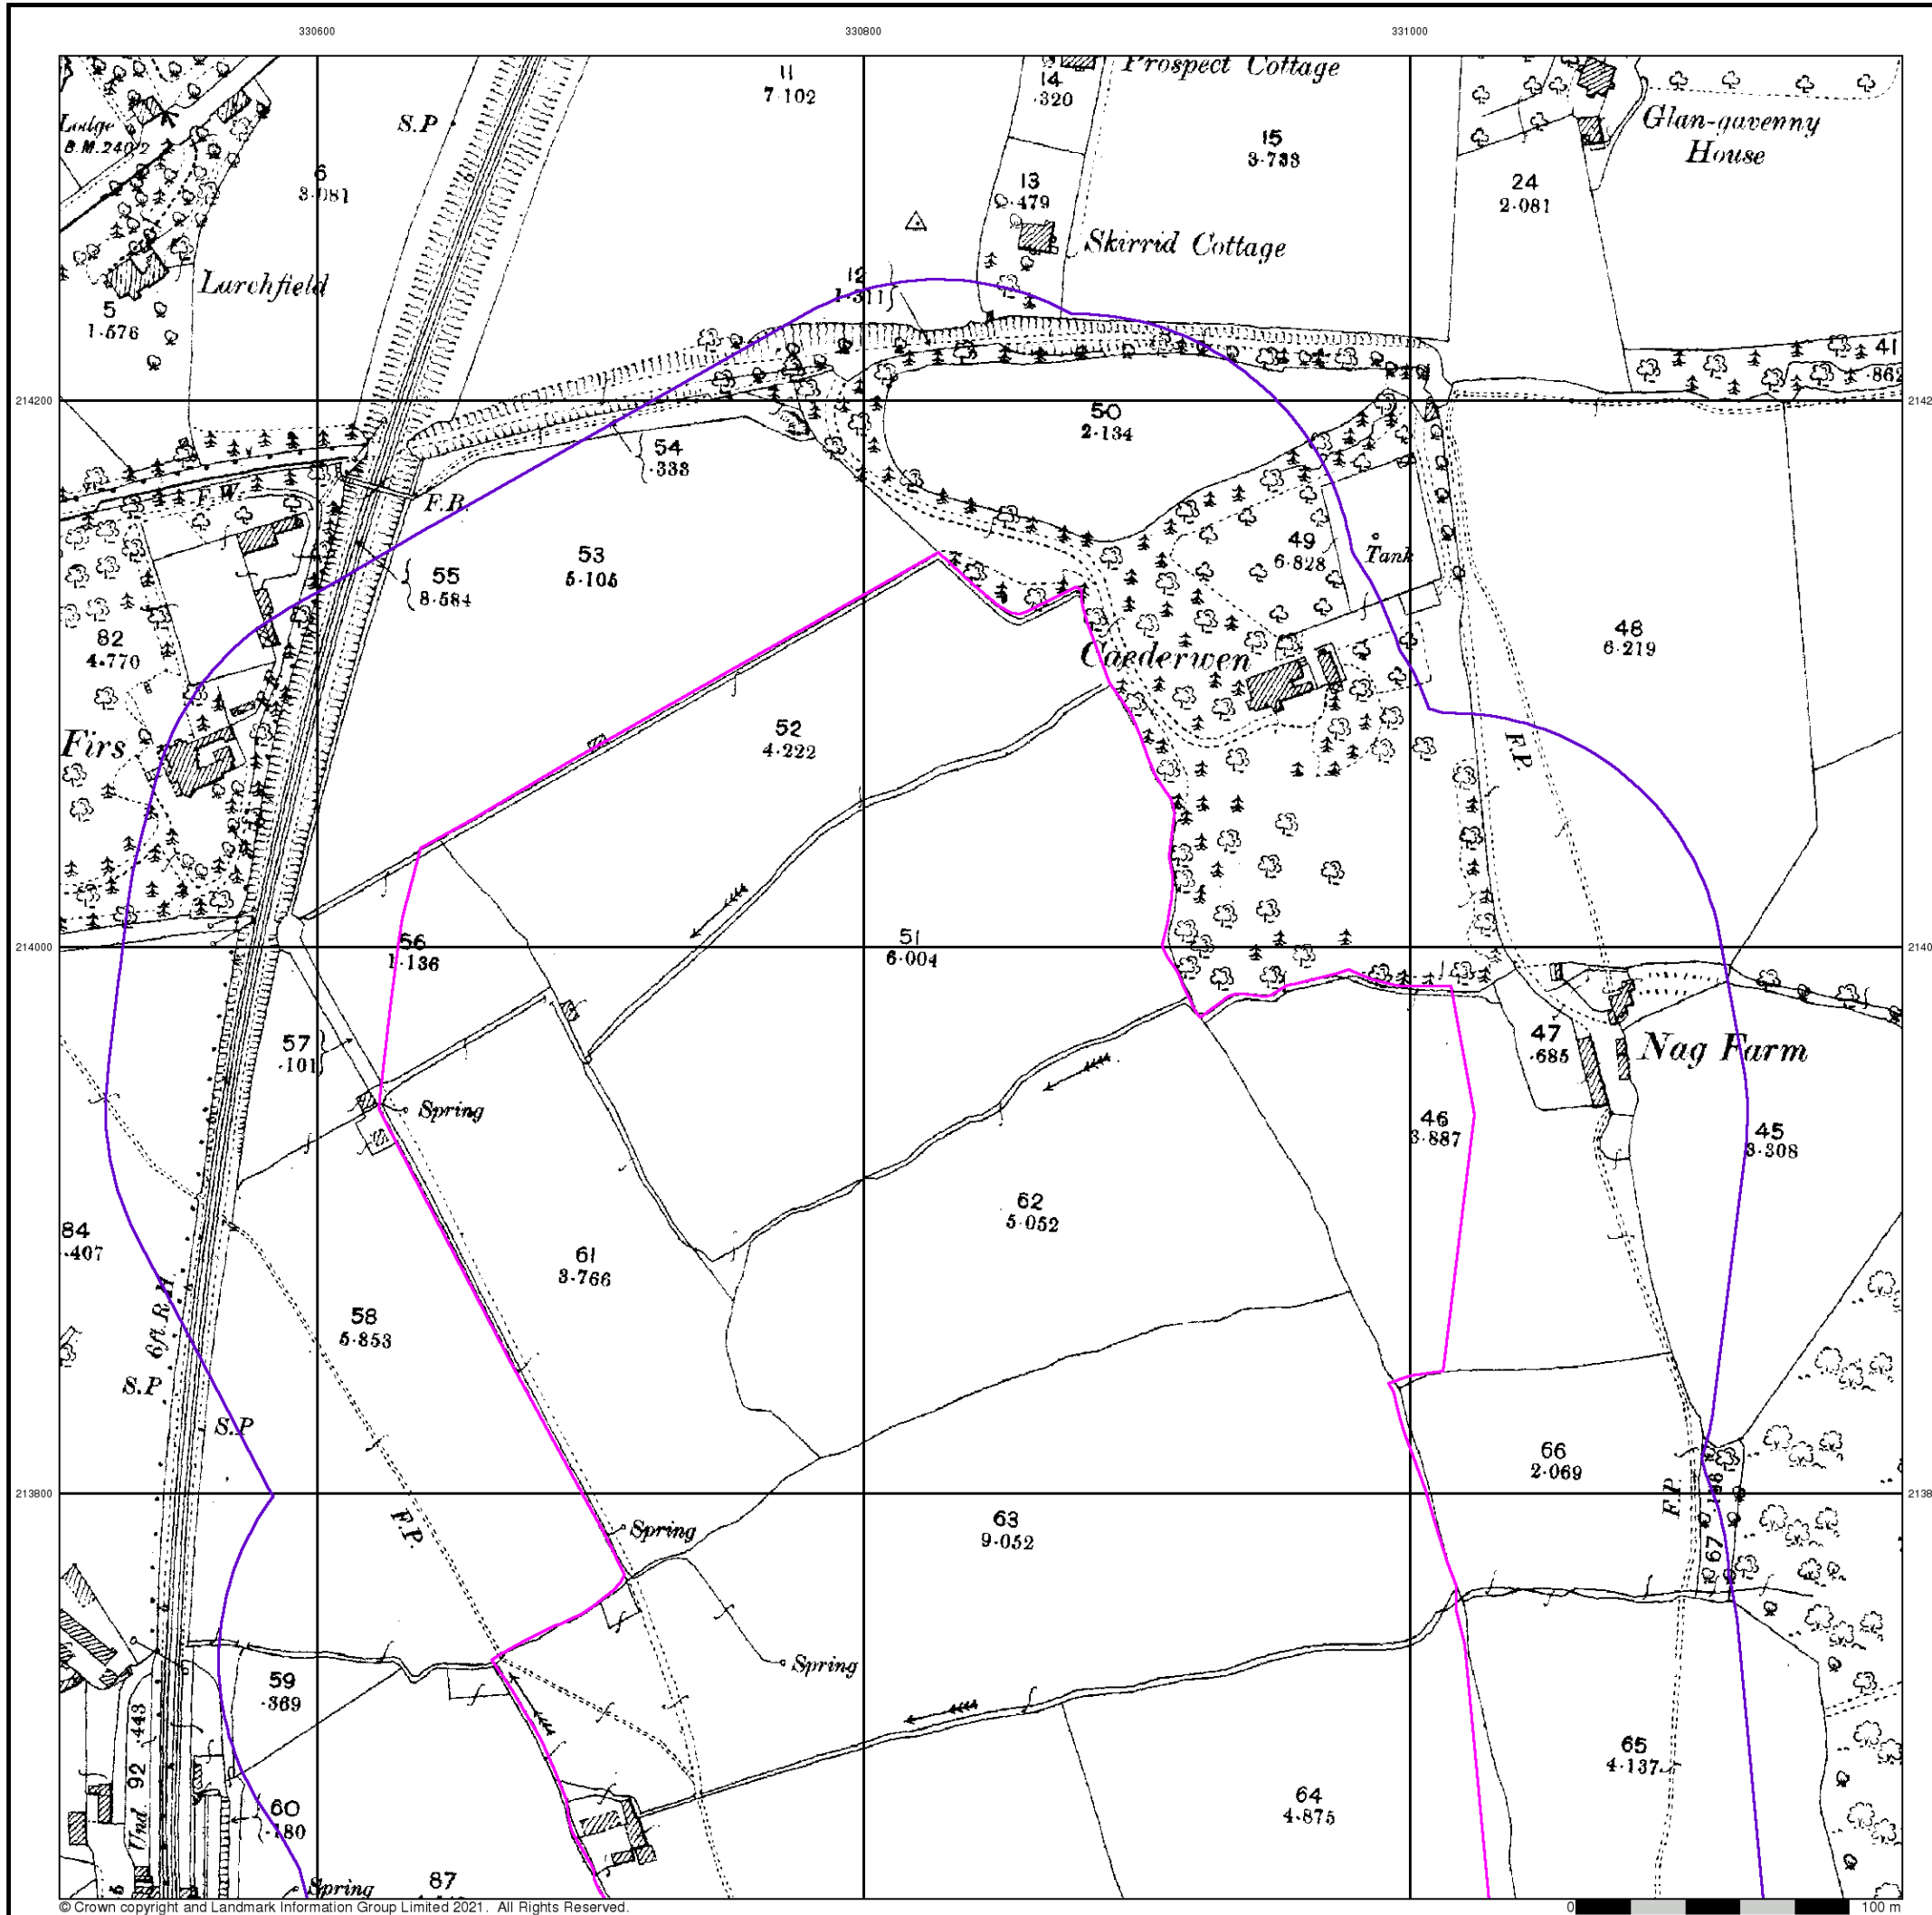 330600
330800
331000
11
7·102
14
·320
Prospect Cottage
S.P
Lodge
B.M.240·2
6
3·081
15
3·738
Glan-gavenny
House
13
·479
24
2·081
Skirrid Cottage
Larchfield
5
1·576
12
1·311
41
·862
214200
50
2·134
54
·338
F.W.
F.B.
49
6·828
Tank
53
5·105
55
8·584
82
4·770
48
6·219
Caederwen
Firs
52
4·222
F.P.
214000
56
1·136
51
6·004
57
·101
47
·685
Nag Farm
Spring
46
3·887
45
3·308
62
5·052
84
·407
61
3·766
58
5·853
6ft. R.H.
S.P
S.P
66
2·069
213800
F.P.
F.P.
63
9·052
Spring
67
Spring
59
·369
65
4·137
64
4·875
Und
92
·443
60
·180
87
Spring
© Crown copyright and Landmark Information Group Limited 2021. All Rights Reserved.
0
100 m